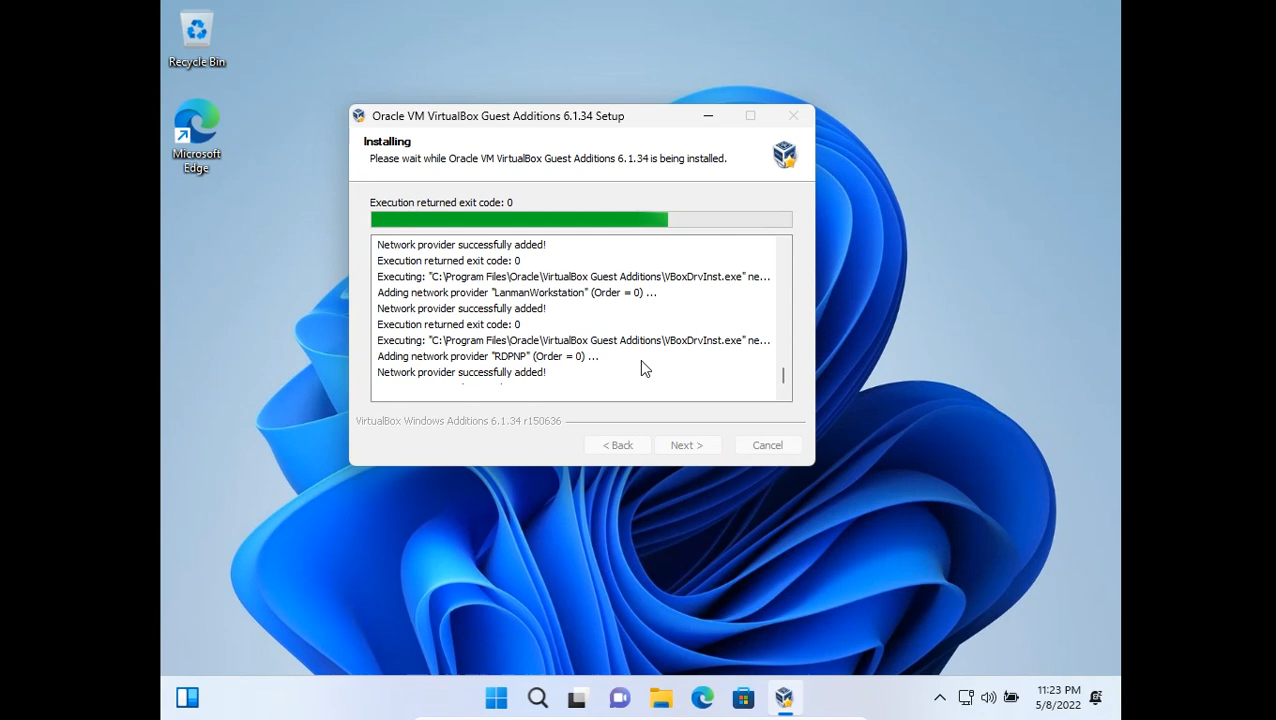 Recycle Bin
Microsoft
Edge
Oracle VM VirtualBox Guest Additions 6.1.34 Setup
Installing
Please wait while Oracle VM VirtualBox Guest Additions 6.1.34 is being installed.
Execution returned exit code: 0
Network provider successfully added!
Execution returned exit code: 0
Executing: "C:\Program Files\Oracle\VirtualBox Guest Additions\VBoxDrvInst.exe" ne...
Adding network provider "LanmanWorkstation" (Order = 0) ...
Network provider successfully added!
Execution returned exit code: 0
Executing: "C:\Program Files\Oracle\VirtualBox Guest Additions\VBoxDrvInst.exe" ne...
Adding network provider "RDPNP" (Order = 0) ...
Network provider successfully added!
VirtualBox Windows Additions 6.1.34 r150636
< Back
Next >
Cancel
11:23 PM
5/8/2022